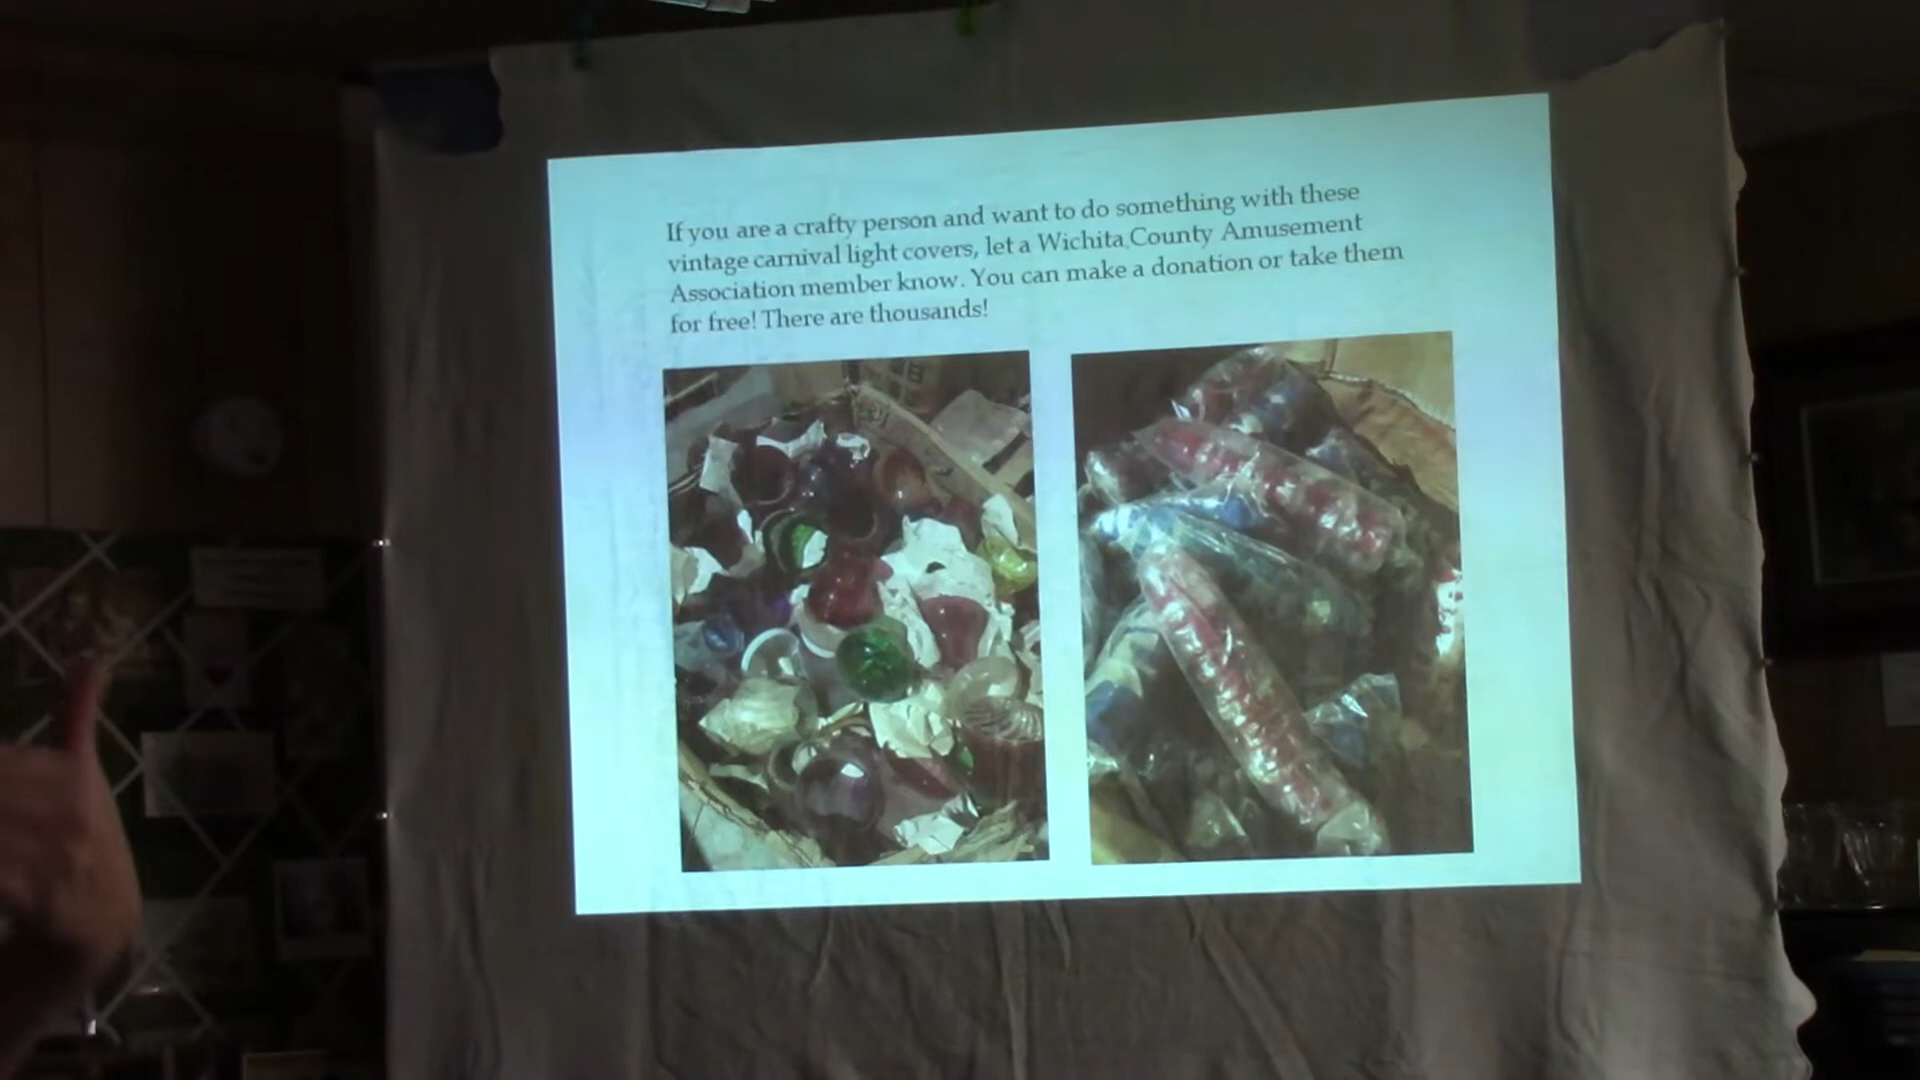 If you are a crafty person and want to do something with these
vintage carnival light covers, let a Wichita County Amusement
Association member know. You can make a donation or take them
for free! There are thousands!